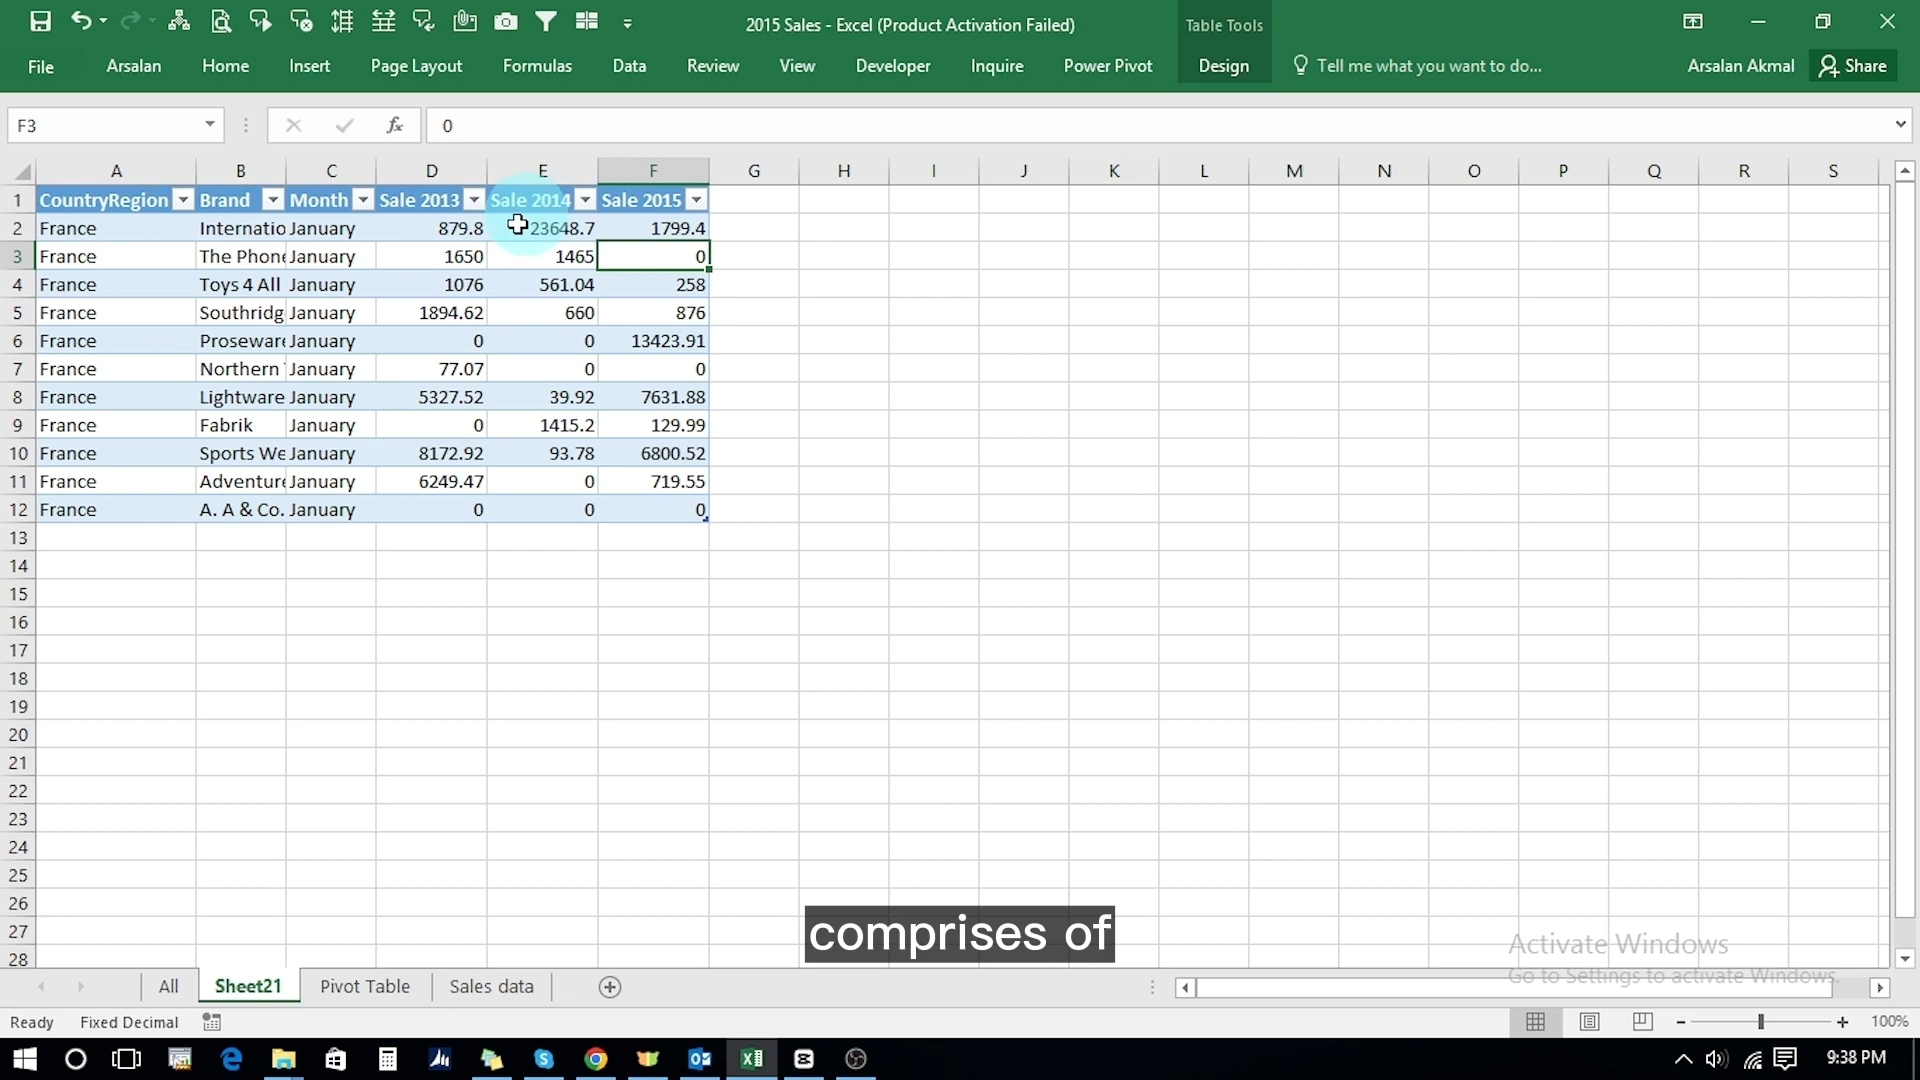 2015 Sales - Excel (Product Activation Failed)
Table Tools
File Arsalan Home Insert Page Layout Formulas Data Review View Developer Inquire Power Pivot Design Tell me what you want to do... Arsalan Akmal Share
F3 fx 0
A B C D E F G H I J K L M N O P Q R S
1 CountryRegion Brand Month Sale 2013 Sale 2014 Sale 2015
2 France Internatio January 879.8 23648.7 1799.4
3 France The Phone January 1650 1465 0
4 France Toys 4 All January 1076 561.04 258
5 France Southridg January 1894.62 660 876
6 France Proseware January 0 0 13423.91
7 France Northern January 77.07 0 0
8 France Lightware January 5327.52 39.92 7631.88
9 France Fabrik January 0 1415.2 129.99
10 France Sports We January 8172.92 93.78 6800.52
11 France Adventure January 6249.47 0 719.55
12 France A. A & Co. January 0 0 0
13
14
15
16
17
18
19
20
21
22
23
24
25
26
27
28
comprises of
Activate Windows
Go to Settings to activate Windows.
All Sheet21 Pivot Table Sales data
Ready Fixed Decimal 100%
9:38 PM